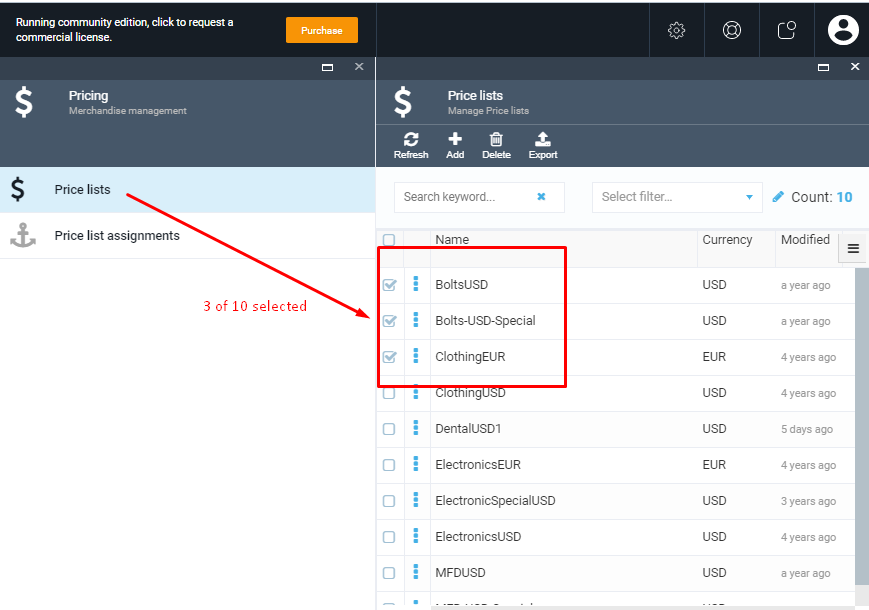 Running community edition, click to request a
commercial license.
Purchase
Pricing
Merchandise management
Price lists
Price list assignments
3 of 10 selected
Price lists
Manage Price lists
Refresh Add Delete Export
Search keyword... Select filter... Count: 10
Name Currency Modified
BoltsUSD USD a year ago
Bolts-USD-Special USD a year ago
ClothingEUR EUR 4 years ago
ClothingUSD USD 4 years ago
DentalUSD1 USD 5 days ago
ElectronicsEUR EUR 4 years ago
ElectronicSpecialUSD USD 3 years ago
ElectronicsUSD USD 4 years ago
MFDUSD USD a year ago